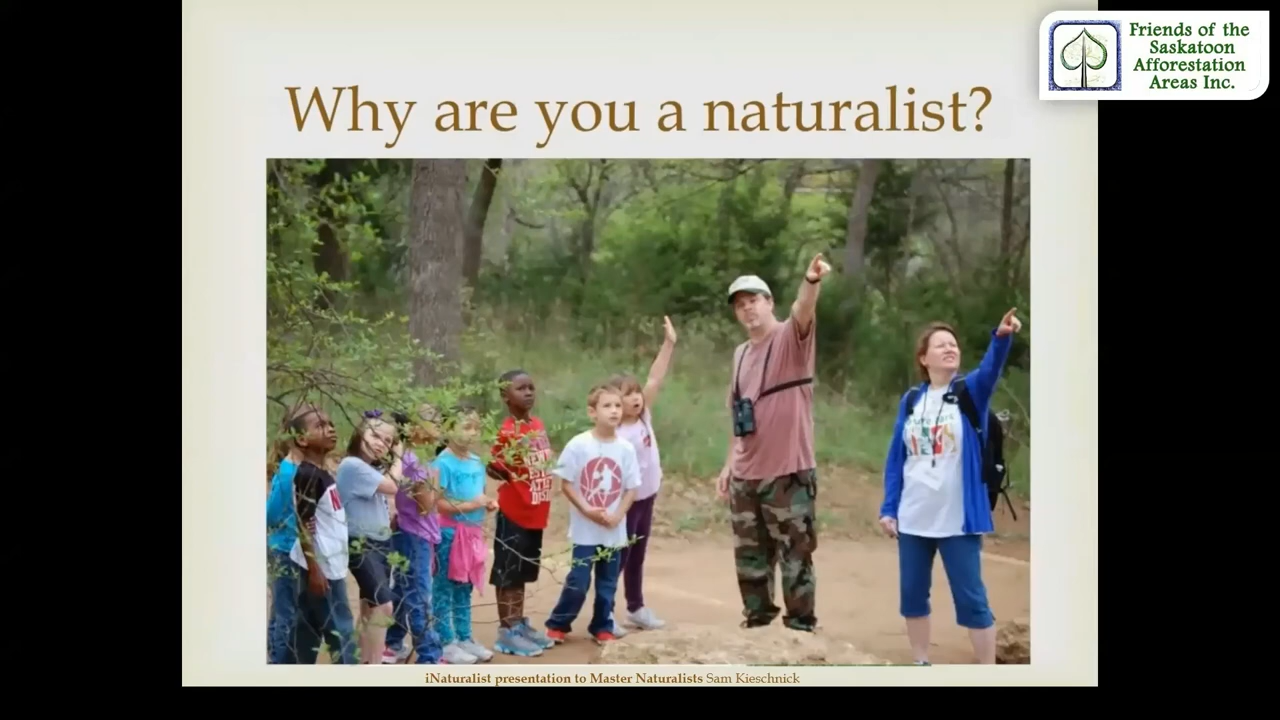 Friends of the
Saskatoon
Afforestation
Areas Inc.
Why are you a naturalist?
iNaturalist presentation to Master Naturalists Sam Kieschnick